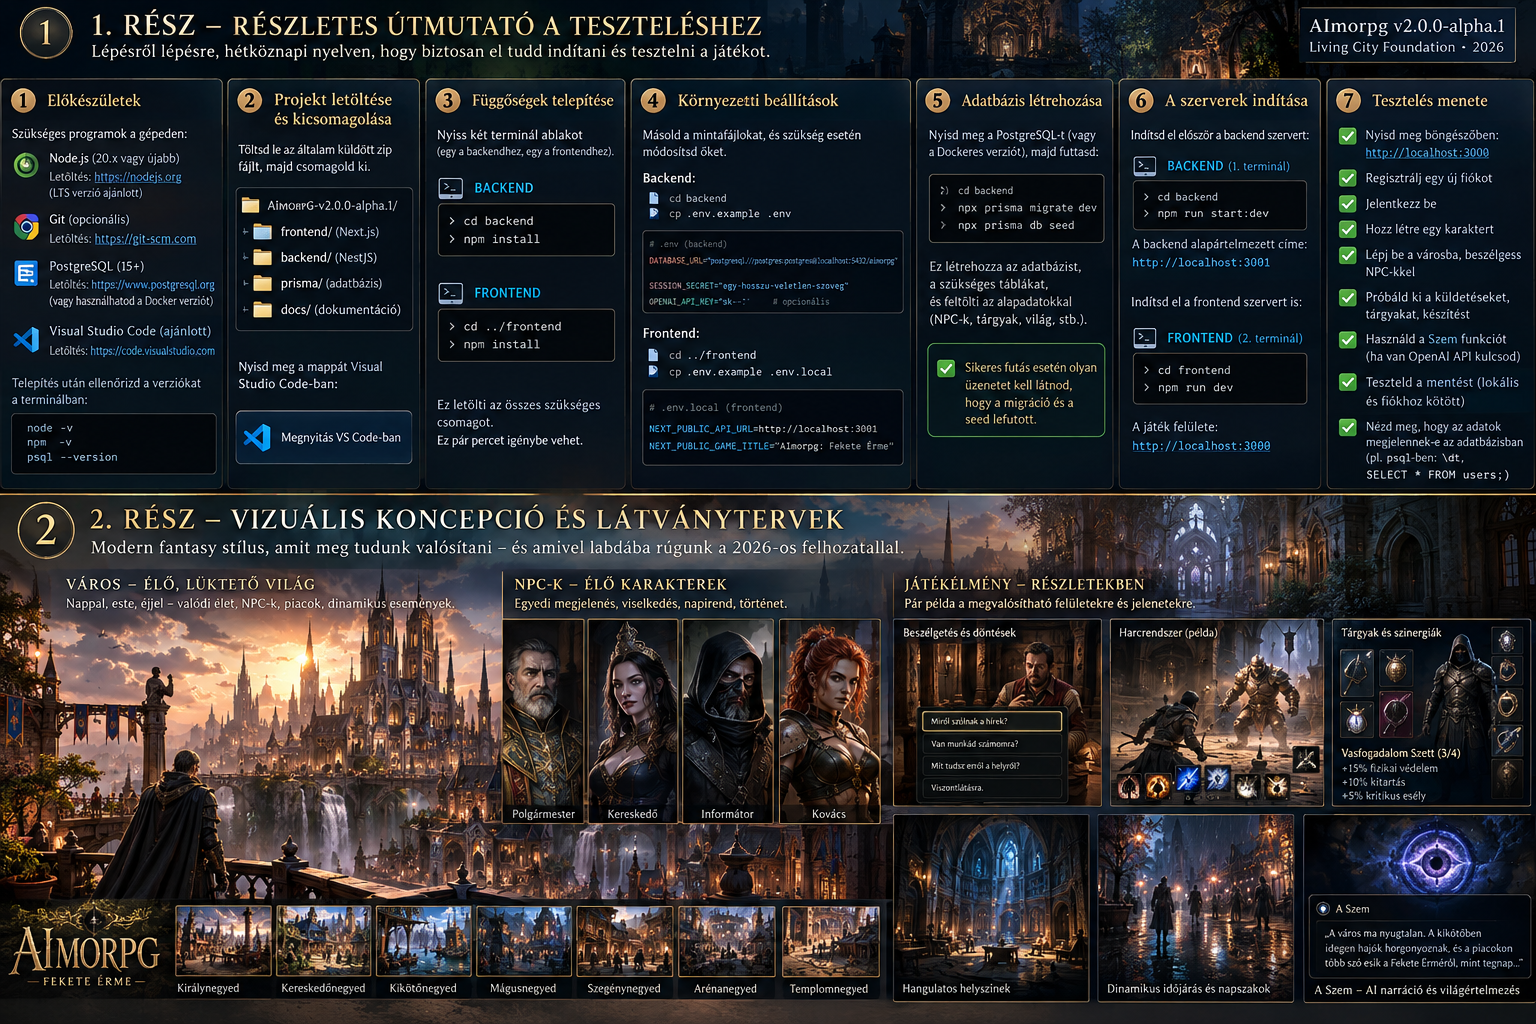 1
1. RÉSZ – RÉSZLETES ÚTMUTATÓ A TESZTELÉSHEZ
Lépésről lépésre, hétköznapi nyelven, hogy biztosan el tudd indítani és tesztelni a játékot.
AImorpg v2.0.0-alpha.1
Living City Foundation • 2026
1 Előkészületek
Szükséges programok a gépeden:
Node.js (20.x vagy újabb)
Letöltés: https://nodejs.org
(LTS verzió ajánlott)
Git (opcionális)
Letöltés: https://git-scm.com
PostgreSQL (15+)
Letöltés: https://www.postgresql.org
(vagy használhatod a Docker verziót)
Visual Studio Code (ajánlott)
Letöltés: https://code.visualstudio.com
Telepítés után ellenőrizd a verziókat
a terminálban:
node -v
npm -v
psql --version
2 Projekt letöltése
és kicsomagolása
Töltsd le az általam küldött zip
fájlt, majd csomagold ki.
AImorpG-v2.0.0-alpha.1/
frontend/ (Next.js)
backend/ (NestJS)
prisma/ (adatbázis)
docs/ (dokumentáció)
Nyisd meg a mappát Visual
Studio Code-ban:
Megnyitás VS Code-ban
3 Függőségek telepítése
Nyiss két terminál ablakot
(egy a backendhez, egy a frontendhez).
BACKEND
> cd backend
> npm install
FRONTEND
> cd ../frontend
> npm install
Ez letölti az összes szükséges
csomagot.
Ez pár percet igénybe vehet.
4 Környezeti beállítások
Másold a mintafájlokat, és szükség esetén
módosítsd őket.
Backend:
cd backend
cp .env.example .env
# .env (backend)
SESSION_SECRET="egy-hosszu-veletlen-szoveg"
# opcionális
Frontend:
cd ../frontend
cp .env.example .env.local
# .env.local (frontend)
NEXT_PUBLIC_API_URL=http://localhost:3001
NEXT_PUBLIC_GAME_TITLE="AImorpg: Fekete Érme"
5 Adatbázis létrehozása
Nyisd meg a PostgreSQL-t (vagy
a Dockeres verziót), majd futtasd:
cd backend
> npx prisma migrate dev
> npx prisma db seed
Ez létrehozza az adatbázist,
a szükséges táblákat,
és feltölti az alapadatokkal
(NPC-k, tárgyak, világ, stb.).
Sikeres futás esetén olyan
üzenetet kell látnod,
hogy a migráció és a
seed lefutott.
6 A szerverek indítása
Indítsd el először a backend szervert:
BACKEND (1. terminál)
> cd backend
> npm run start:dev
A backend alapértelmezett címe:
http://localhost:3001
Indítsd el a frontend szervert is:
FRONTEND (2. terminál)
> cd frontend
> npm run dev
A játék felülete:
http://localhost:3000
7 Tesztelés menete
Nyisd meg böngészőben:
http://localhost:3000
Regisztrálj egy új fiókot
Jelentkezz be
Hozz létre egy karaktert
Lépj be a városba, beszélgess
NPC-kkel
Próbáld ki a küldetéseket,
tárgyakat, készítést
Használd a Szem funkciót
(ha van OpenAI API kulcsod)
Teszteld a mentést (lokális
és fiókhoz kötött)
Nézd meg, hogy az adatok
megjelennek-e az adatbázisban
(pl. psql-ben: \dt,
SELECT * FROM users;)
2
2. RÉSZ – VIZUÁLIS KONCEPCIÓ ÉS LÁTVÁNYTERVEK
Modern fantasy stílus, amit meg tudunk valósítani – és amivel labdába rúgunk a 2026-os felhozatallal.
VÁROS – ÉLŐ, LÜKTETŐ VILÁG
Nappal, este, éjjel – valódi élet, NPC-k, piacok, dinamikus események.
NPC-K – ÉLŐ KARAKTEREK
Egyedi megjelenés, viselkedés, napirend, történet.
Polgármester
Kereskedő
Informátor
Kovács
JÁTÉKÉLMÉNY – RÉSZLETEKBEN
Pár példa a megvalósítható felületekre és jelenetekre.
Beszélgetés és döntések
Miről szólnak a hírek?
Van munkád számomra?
Mit tudsz erről a helyről?
Viszontlátásra.
Harcrendszer (példa)
Tárgyak és szinergiák
Vasfogadalom Szett (3/4)
+15% fizikai védelem
+10% kitartás
+5% kritikus esély
AImorpg
– FEKETE ÉRME –
Királynegyed
Kereskedőnegyed
Kikötőnegyed
Mágusnegyed
Szegénynegyed
Arénanegyed
Templomnegyed
Hangulatos helyszínek
Dinamikus időjárás és napszakok
A Szem
„A város ma nyugtalan. A kikötőben
idegen hajók horgonyoznak, és a piacokon
több szó esik a Fekete Érméről, mint tegnap..."
A Szem – AI narráció és világértelmezés